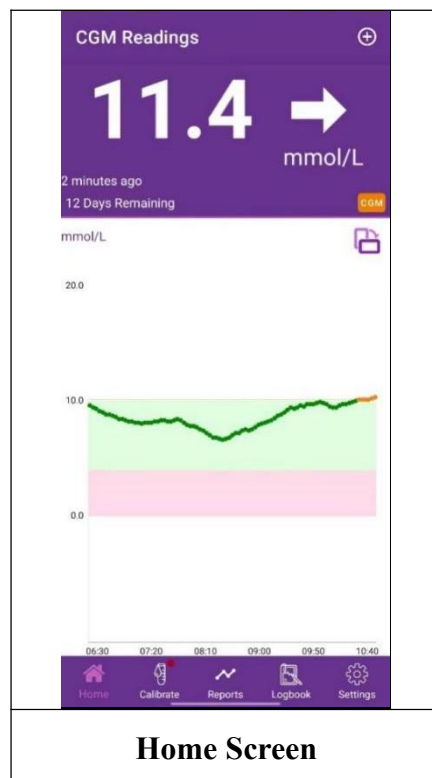 CGM Readings
11.4
mmol/L
2 minutes ago
12 Days Remaining
CGM
mmol/L
20.0
10.0
0.0
06:30 07:20 08:10 09:00 09:50 10:40
Home Calibrate Reports Logbook Settings
Home Screen